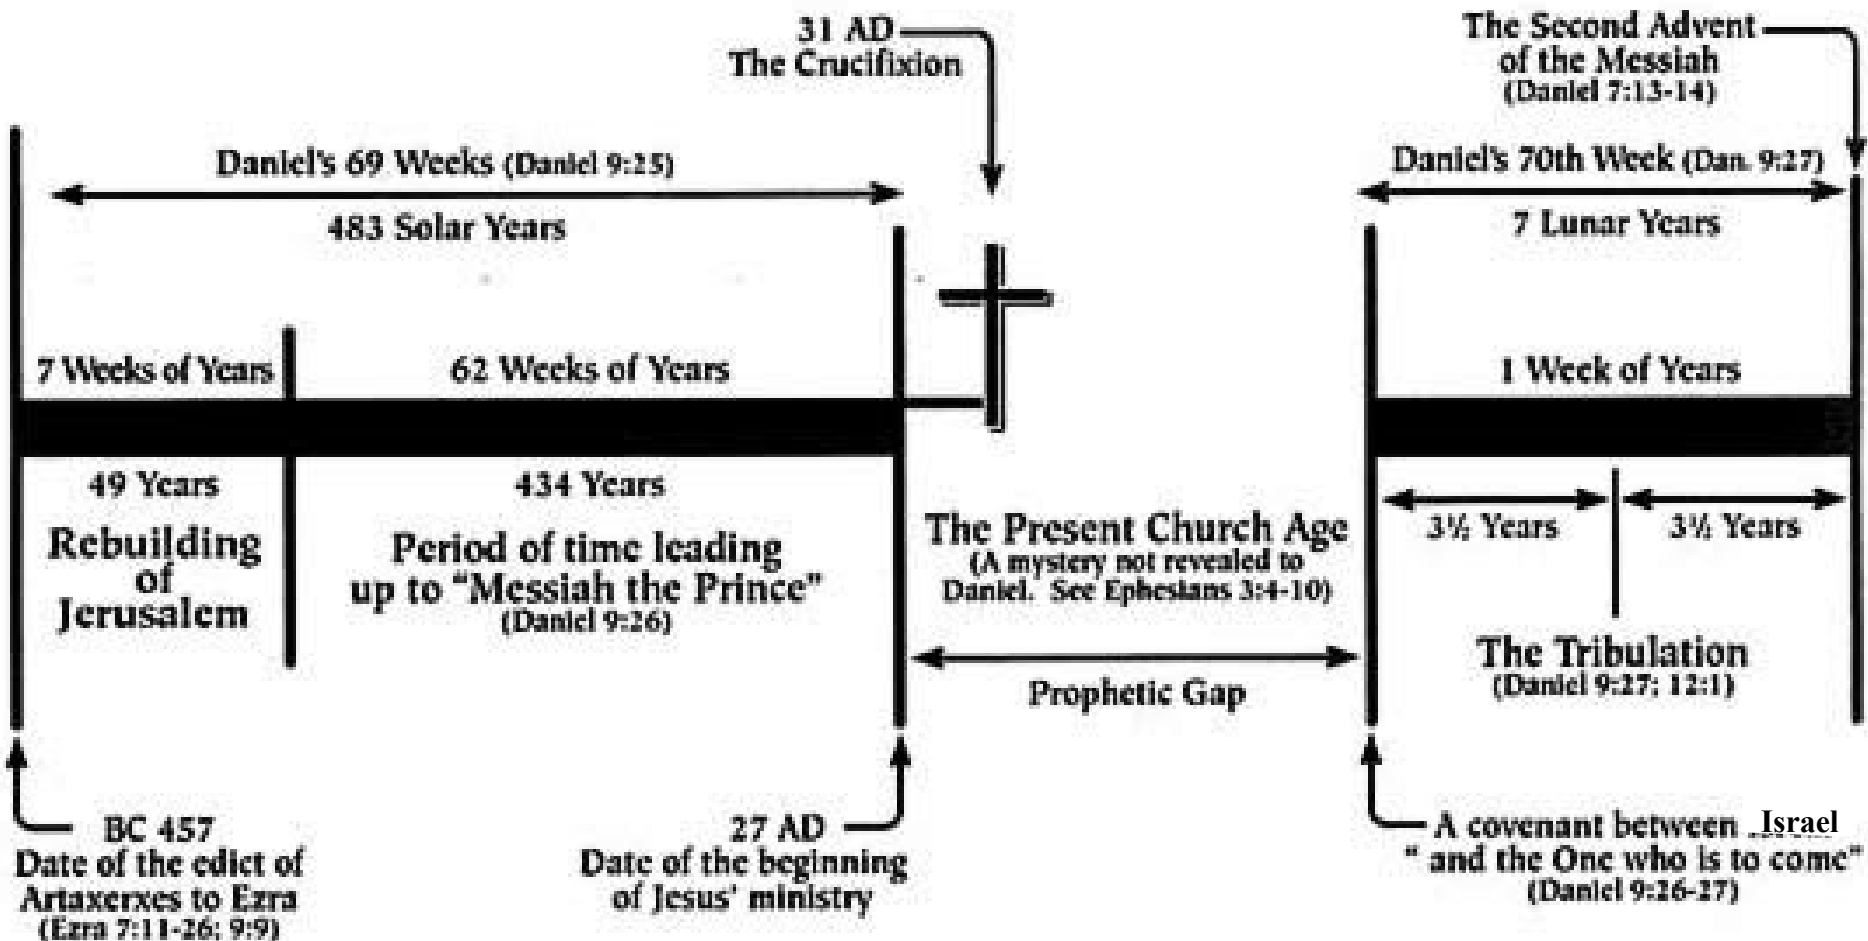 31 AD
The Crucifixion
The Second Advent
of the Messiah
(Daniel 7:13-14)
Daniel's 69 Weeks (Daniel 9:25)
483 Solar Years
Daniel's 70th Week (Dan. 9:27)
7 Lunar Years
7 Weeks of Years
62 Weeks of Years
1 Week of Years
49 Years
434 Years
3½ Years
3½ Years
Rebuilding
of
Jerusalem
Period of time leading
up to "Messiah the Prince"
(Daniel 9:26)
The Present Church Age
(A mystery not revealed to
Daniel. See Ephesians 3:4-10)
Prophetic Gap
The Tribulation
(Daniel 9:27; 12:1)
BC 457
Date of the edict of
Artaxerxes to Ezra
(Ezra 7:11-26; 9:9)
27 AD
Date of the beginning
of Jesus' ministry
A covenant between Israel
" and the One who is to come"
(Daniel 9:26-27)